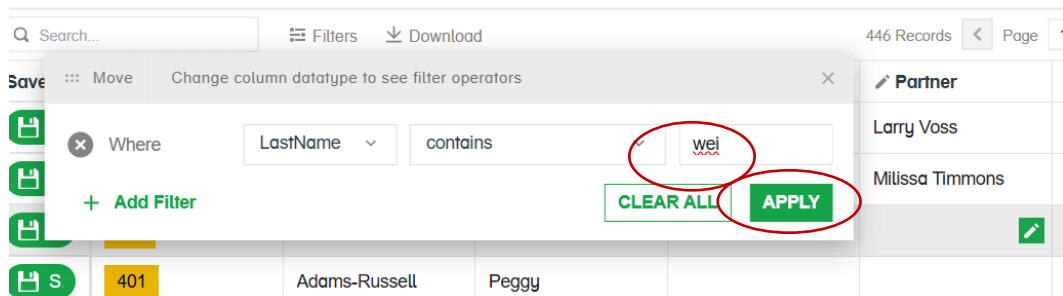 Search... Filters Download 446 Records Page
Save Move Change column datatype to see filter operators Partner
Where LastName contains wei Larry Voss
Milissa Timmons
+ Add Filter CLEAR ALL APPLY
S 401 Adams-Russell Peggy